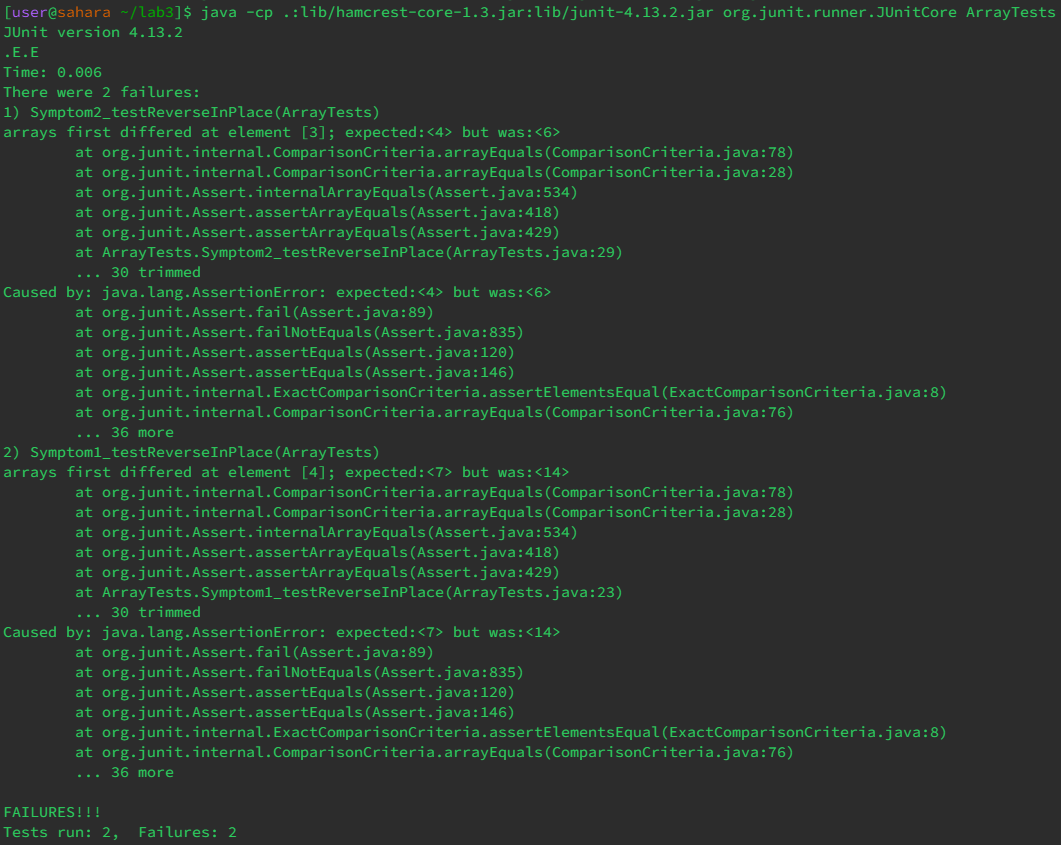 [user@sahara ~/lab3]$ java -cp .:lib/hamcrest-core-1.3.jar:lib/junit-4.13.2.jar org.junit.runner.JUnitCore ArrayTests
JUnit version 4.13.2
.E.E
Time: 0.006
There were 2 failures:
1) Symptom2_testReverseInPlace(ArrayTests)
arrays first differed at element [3]; expected:<4> but was:<6>
        at org.junit.internal.ComparisonCriteria.arrayEquals(ComparisonCriteria.java:78)
        at org.junit.internal.ComparisonCriteria.arrayEquals(ComparisonCriteria.java:28)
        at org.junit.Assert.internalArrayEquals(Assert.java:534)
        at org.junit.Assert.assertArrayEquals(Assert.java:418)
        at org.junit.Assert.assertArrayEquals(Assert.java:429)
        at ArrayTests.Symptom2_testReverseInPlace(ArrayTests.java:29)
        ... 30 trimmed
Caused by: java.lang.AssertionError: expected:<4> but was:<6>
        at org.junit.Assert.fail(Assert.java:89)
        at org.junit.Assert.failNotEquals(Assert.java:835)
        at org.junit.Assert.assertEquals(Assert.java:120)
        at org.junit.Assert.assertEquals(Assert.java:146)
        at org.junit.internal.ExactComparisonCriteria.assertElementsEqual(ExactComparisonCriteria.java:8)
        at org.junit.internal.ComparisonCriteria.arrayEquals(ComparisonCriteria.java:76)
        ... 36 more
2) Symptom1_testReverseInPlace(ArrayTests)
arrays first differed at element [4]; expected:<7> but was:<14>
        at org.junit.internal.ComparisonCriteria.arrayEquals(ComparisonCriteria.java:78)
        at org.junit.internal.ComparisonCriteria.arrayEquals(ComparisonCriteria.java:28)
        at org.junit.Assert.internalArrayEquals(Assert.java:534)
        at org.junit.Assert.assertArrayEquals(Assert.java:418)
        at org.junit.Assert.assertArrayEquals(Assert.java:429)
        at ArrayTests.Symptom1_testReverseInPlace(ArrayTests.java:23)
        ... 30 trimmed
Caused by: java.lang.AssertionError: expected:<7> but was:<14>
        at org.junit.Assert.fail(Assert.java:89)
        at org.junit.Assert.failNotEquals(Assert.java:835)
        at org.junit.Assert.assertEquals(Assert.java:120)
        at org.junit.Assert.assertEquals(Assert.java:146)
        at org.junit.internal.ExactComparisonCriteria.assertElementsEqual(ExactComparisonCriteria.java:8)
        at org.junit.internal.ComparisonCriteria.arrayEquals(ComparisonCriteria.java:76)
        ... 36 more

FAILURES!!!
Tests run: 2,  Failures: 2